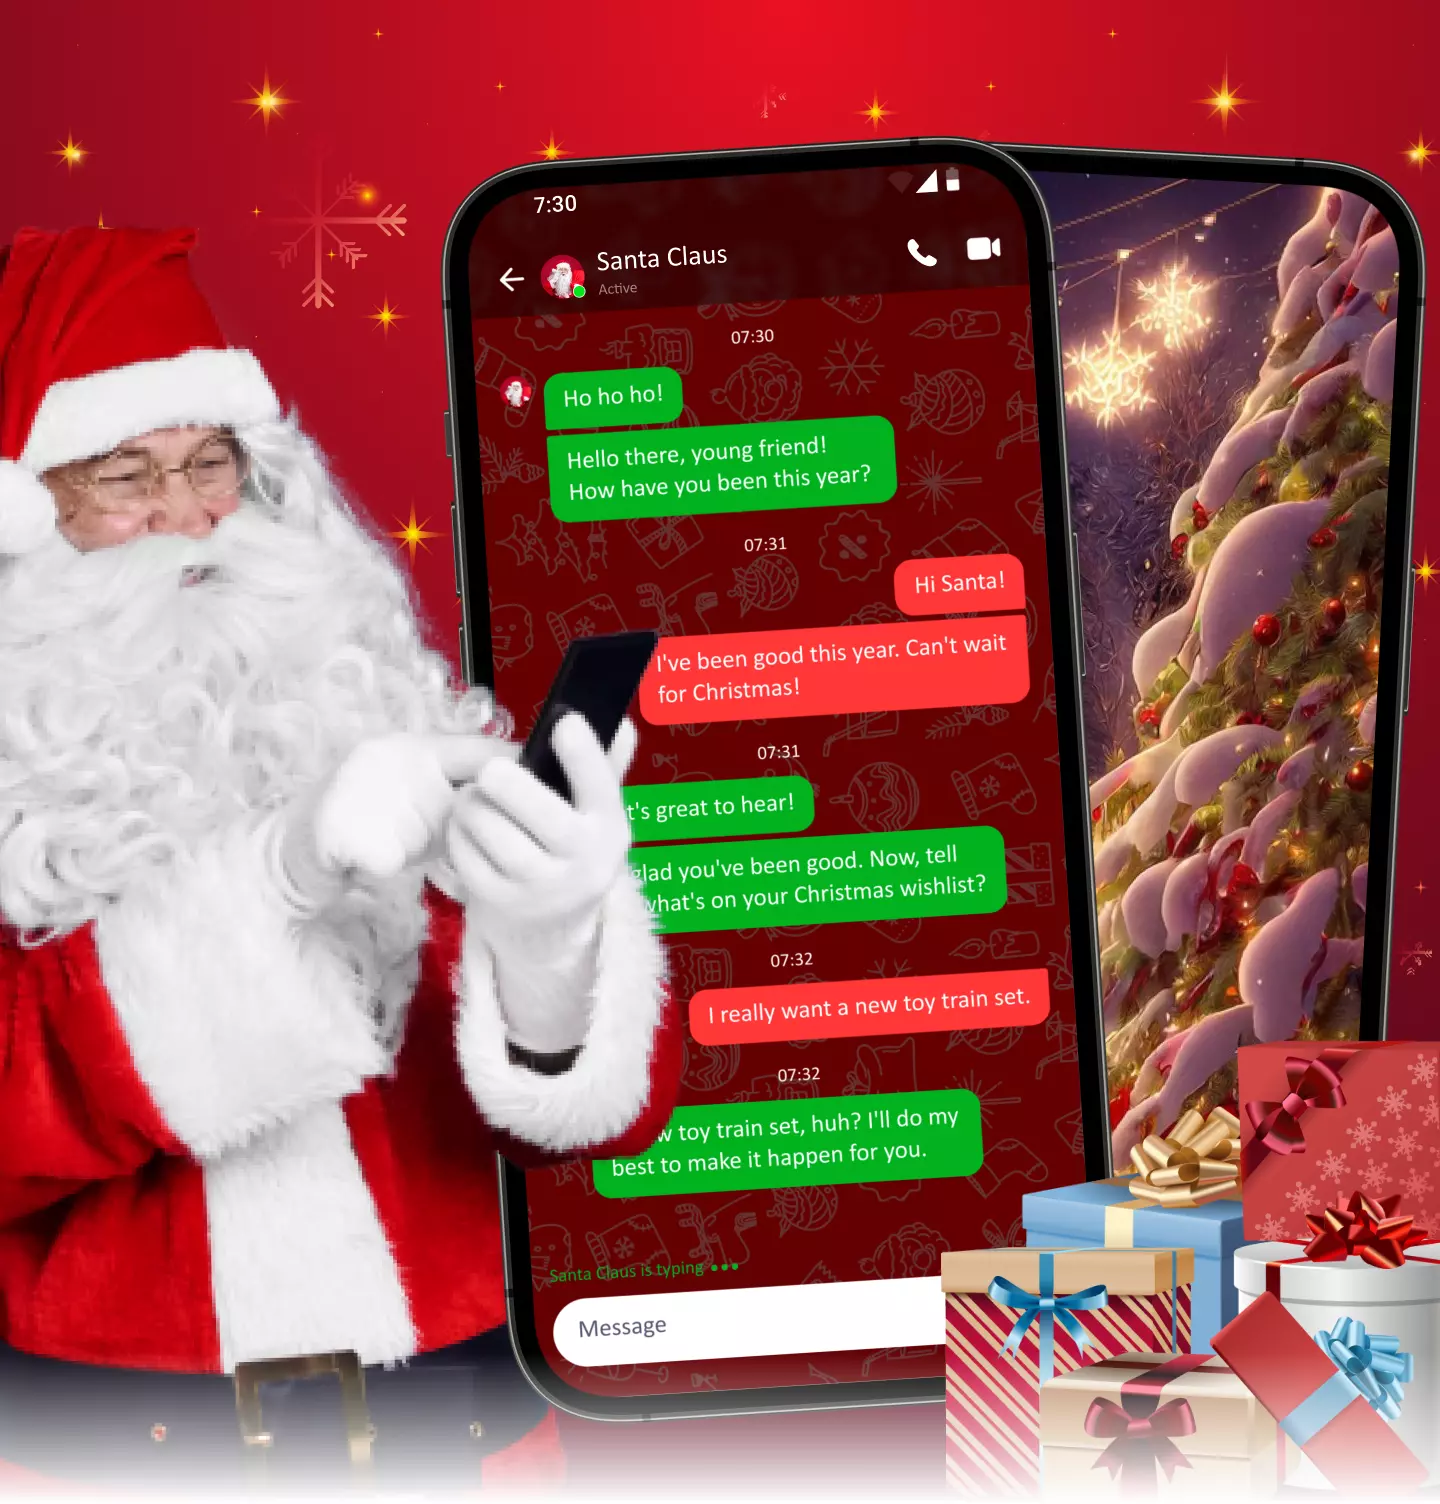 7:30
Santa Claus
Active
07:30
Ho ho ho!
Hello there, young friend!
How have you been this year?
07:31
Hi Santa!
I've been good this year. Can't wait
for Christmas!
07:31
t's great to hear!
glad you've been good. Now, tell
what's on your Christmas wishlist?
07:32
I really want a new toy train set.
07:32
w toy train set, huh? I'll do my
best to make it happen for you.
Santa Claus is typing
Message